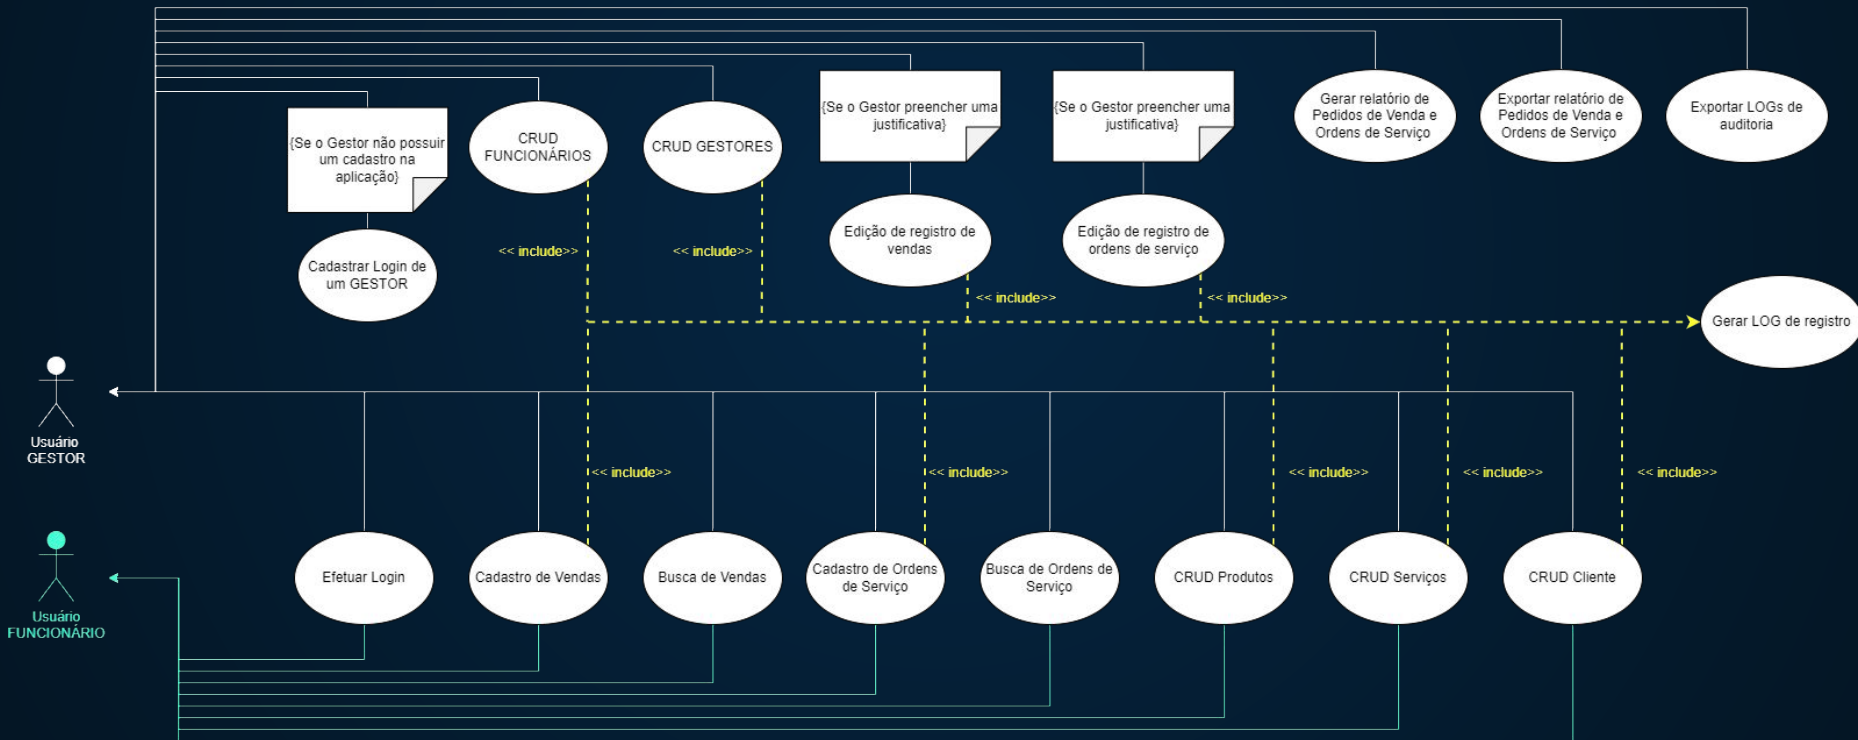 {Se o Gestor não possuir
um cadastro na
aplicação}
CRUD
FUNCIONÁRIOS
CRUD GESTORES
{Se o Gestor preencher uma
justificativa}
{Se o Gestor preencher uma
justificativa}
Gerar relatório de
Pedidos de Venda e
Ordens de Serviço
Exportar relatório de
Pedidos de Venda e
Ordens de Serviço
Exportar LOGs de
auditoria
Cadastrar Login de
um GESTOR
<< include>>
<< include>>
Edição de registro de
vendas
Edição de registro de
ordens de serviço
<< include>>
<< include>>
Gerar LOG de registro
Usuário
GESTOR
<< include>>
<< include>>
<< include>>
<< include>>
<< include>>
Usuário
FUNCIONÁRIO
Efetuar Login
Cadastro de Vendas
Busca de Vendas
Cadastro de Ordens
de Serviço
Busca de Ordens de
Serviço
CRUD Produtos
CRUD Serviços
CRUD Cliente